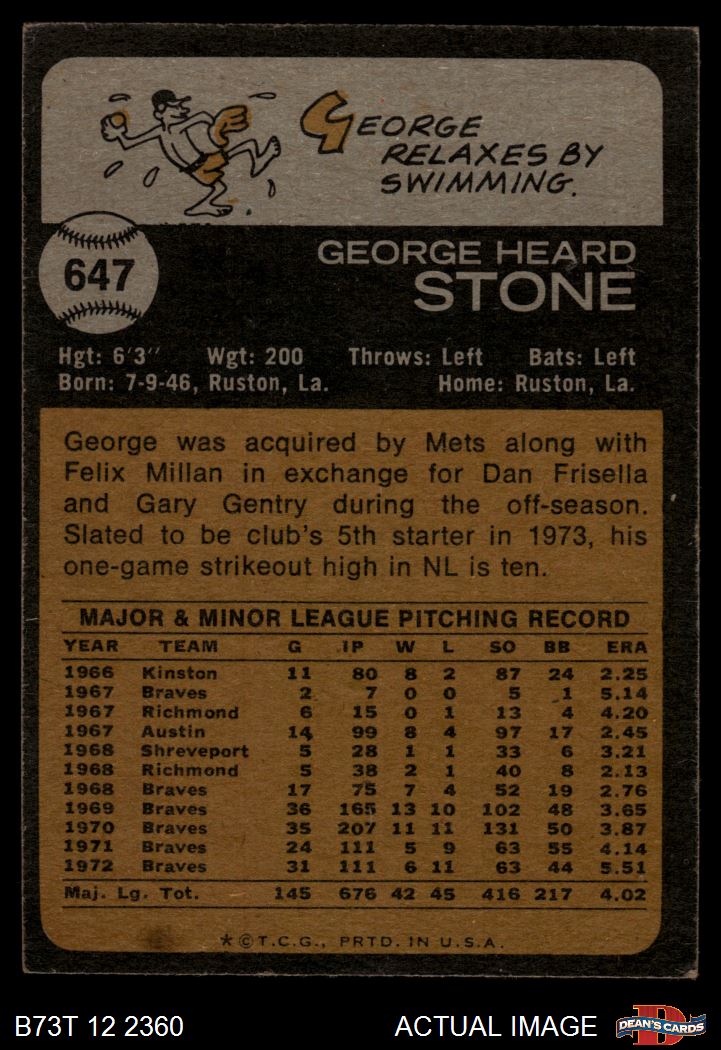 GEORGE
RELAXES BY
SWIMMING.
647
GEORGE HEARD
STONE
Hgt: 6'3" Wgt: 200 Throws: Left Bats: Left
Born: 7-9-46, Ruston, La. Home: Ruston, La.
George was acquired by Mets along with
Felix Millan in exchange for Dan Frisella
and Gary Gentry during the off-season.
Slated to be club's 5th starter in 1973, his
one-game strikeout high in NL is ten.
MAJOR & MINOR LEAGUE PITCHING RECORD
YEAR TEAM G IP W L SO BB ERA
1966 Kinston 11 80 8 2 87 24 2.25
1967 Braves 2 7 0 0 5 1 5.14
1967 Richmond 6 15 0 1 13 4 4.20
1967 Austin 14 99 8 4 97 17 2.45
1968 Shreveport 5 28 1 1 33 6 3.21
1968 Richmond 5 38 2 1 40 8 2.13
1968 Braves 17 75 7 4 52 19 2.76
1969 Braves 36 165 13 10 102 48 3.65
1970 Braves 35 207 11 11 131 50 3.87
1971 Braves 24 111 5 9 63 55 4.14
1972 Braves 31 111 6 11 63 44 5.51
Maj. Lg. Tot. 145 676 42 45 416 217 4.02
*©T.C.G., PRTD. IN U.S.A.
B73T 12 2360 ACTUAL IMAGE DEAN'S CARDS